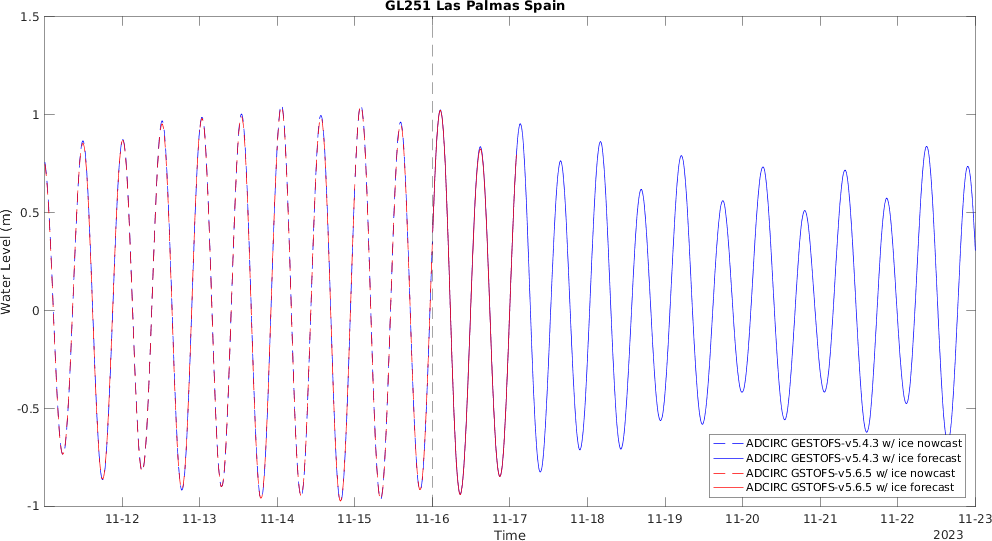 GL251 Las Palmas Spain
1.5
1
0.5
0
-0.5
-1
Water Level (m)
11-12 11-13 11-14 11-15 11-16 11-17 11-18 11-19 11-20 11-21 11-22 11-23
Time
2023
ADCIRC GESTOFS-v5.4.3 w/ ice nowcast
ADCIRC GESTOFS-v5.4.3 w/ ice forecast
ADCIRC GSTOFS-v5.6.5 w/ ice nowcast
ADCIRC GSTOFS-v5.6.5 w/ ice forecast